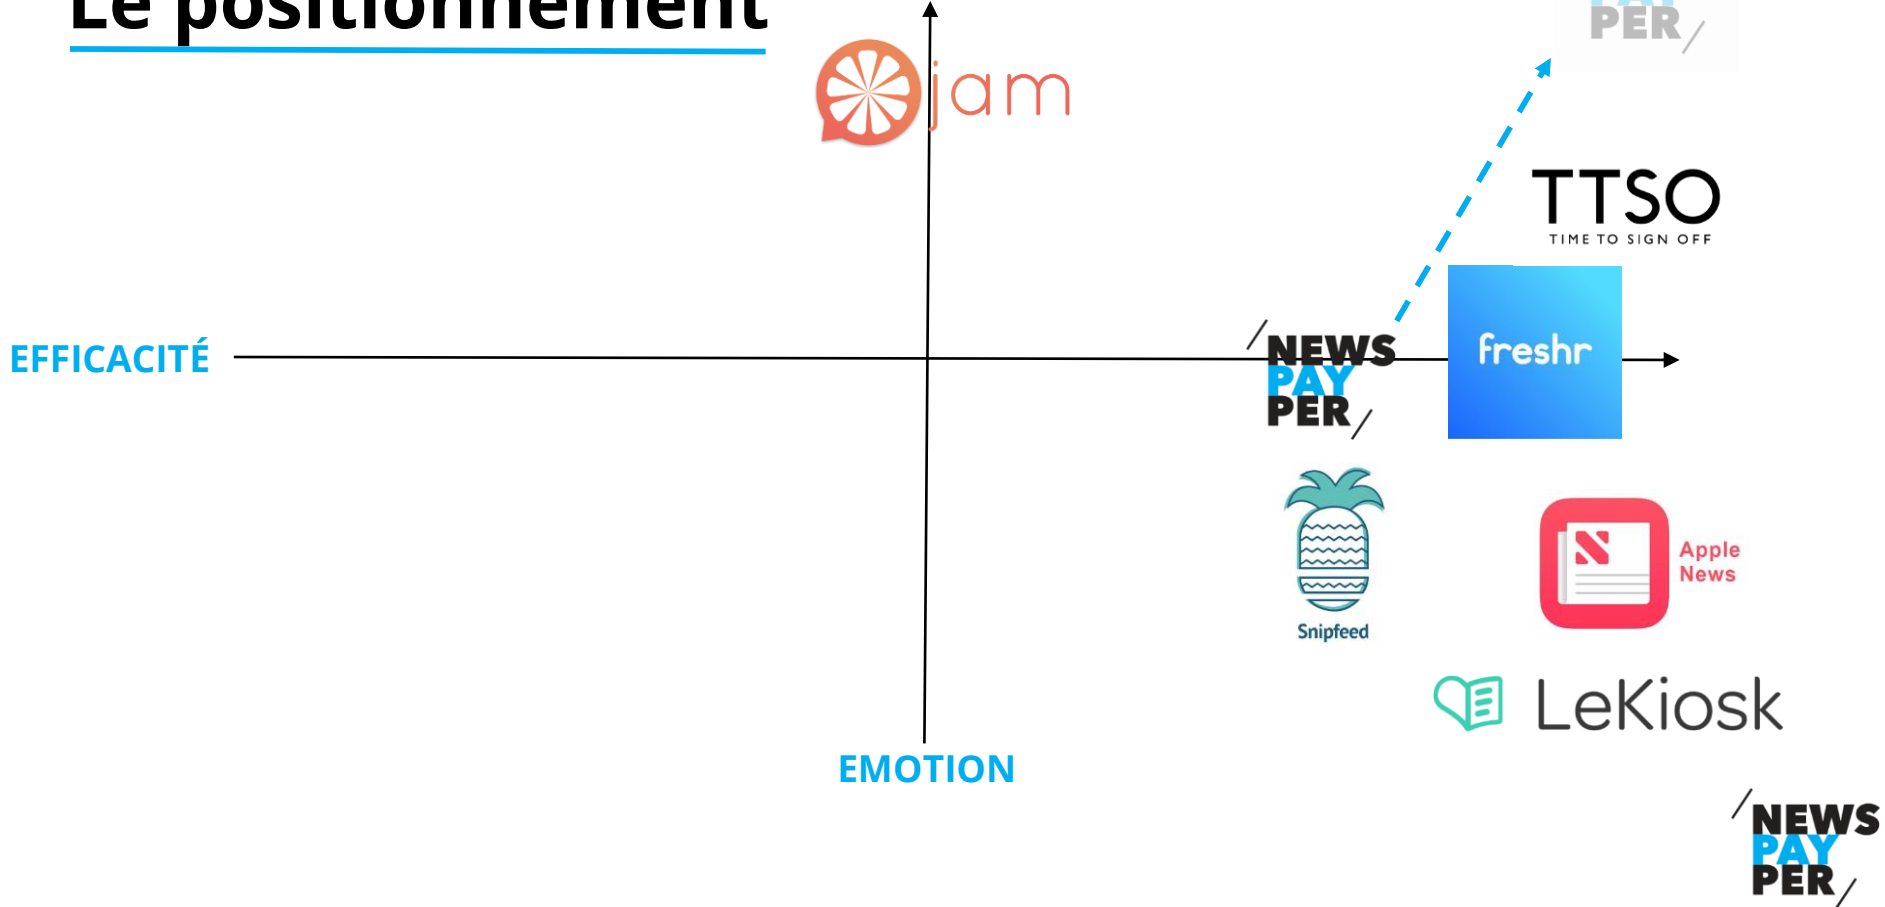 Le positionnement
PER
jam
TTSO
TIME TO SIGN OFF
EFFICACITÉ
NEWS
PAY
PER
freshr
Apple
News
Snipfeed
LeKiosk
EMOTION
NEWS
PAY
PER